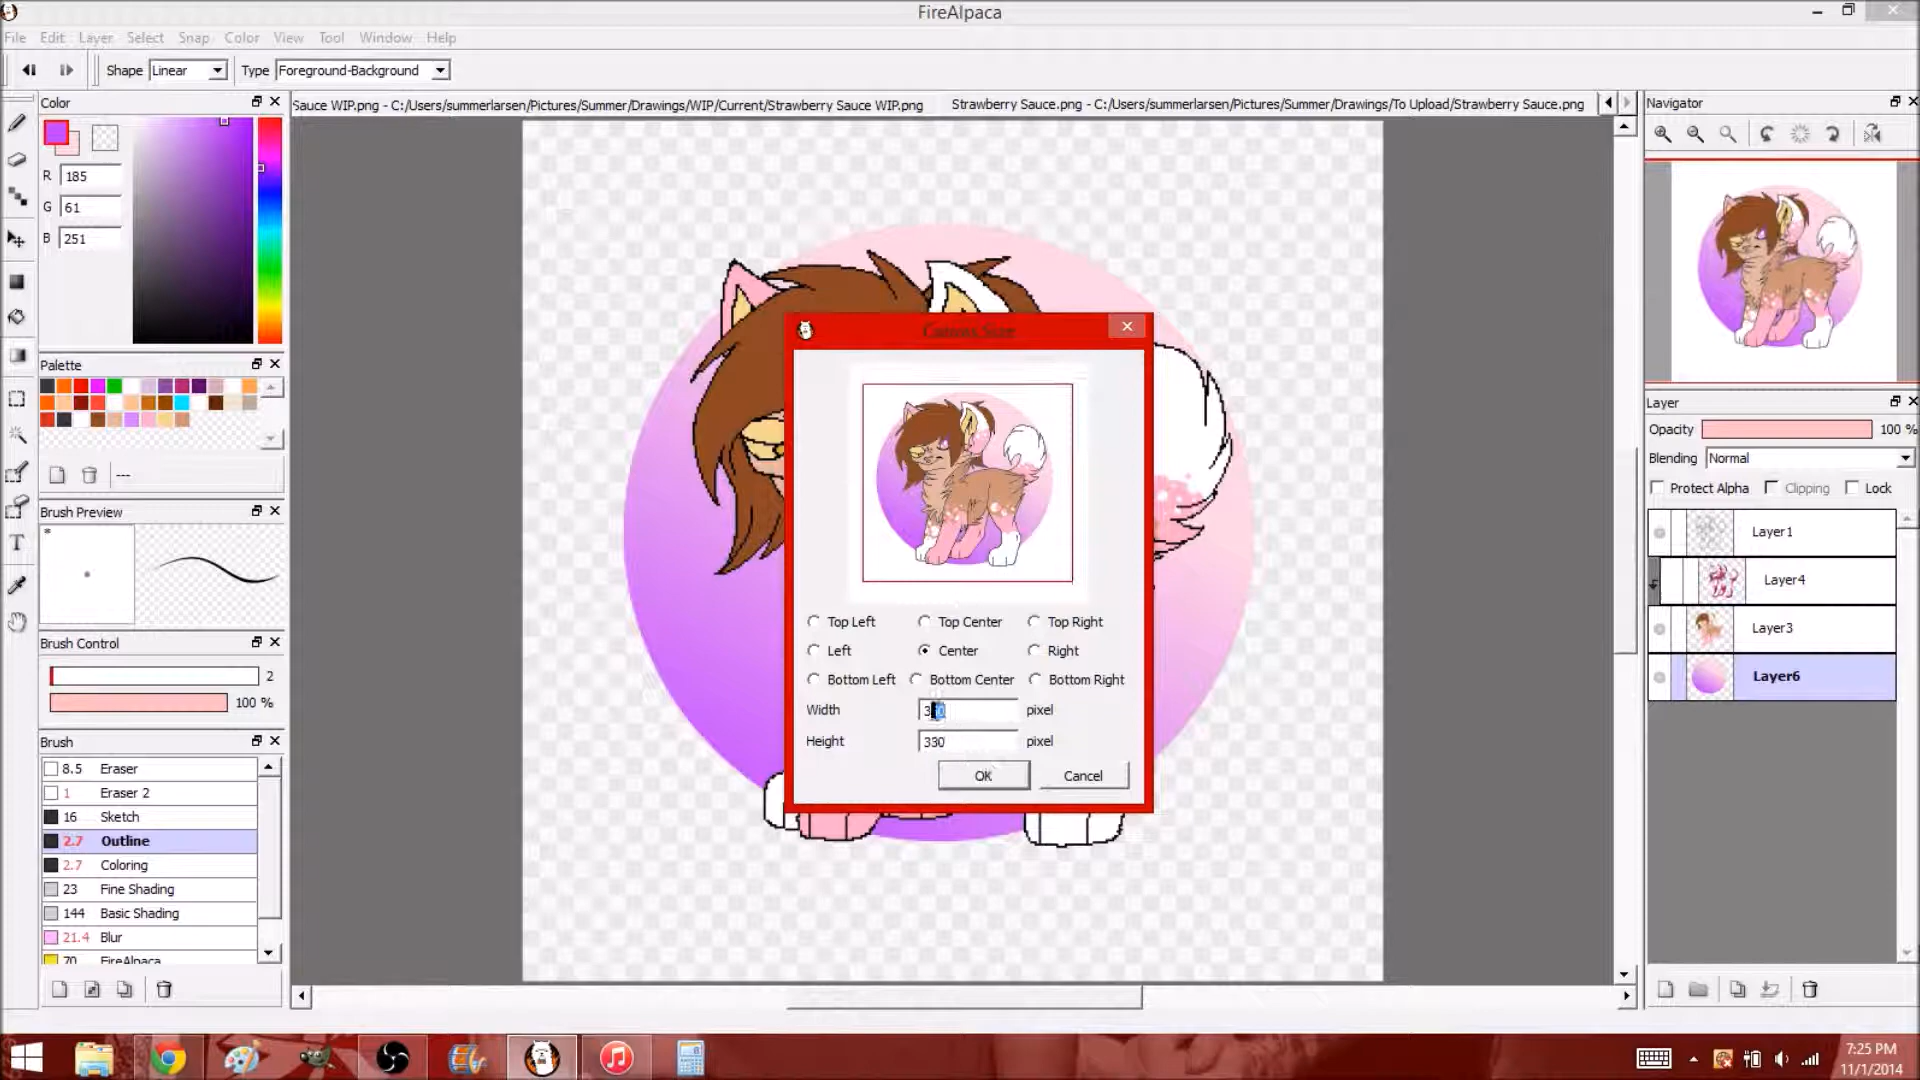 FireAlpaca
File Edit Layer Select Snap Color View Tool Window Help
Shape Linear Type Foreground-Background
Color
Sauce WIP.png - C:/Users/summerlarsen/Pictures/Summer/Drawings/WIP/Current/Strawberry Sauce WIP.png
Strawberry Sauce.png - C:/Users/summerlarsen/Pictures/Summer/Drawings/To Upload/Strawberry Sauce.png
Navigator
R 185
G 61
B 251
Palette
---
Brush Preview
*
Brush Control
2
100 %
Brush
8.5 Eraser
1 Eraser 2
16 Sketch
2.7 Outline
2.7 Coloring
23 Fine Shading
144 Basic Shading
21.4 Blur
70 FireAlpaca
T
Canvas Size
Top Left Top Center Top Right
Left Center Right
Bottom Left Bottom Center Bottom Right
Width pixel
Height 330 pixel
OK Cancel
Layer
Opacity 100 %
Blending Normal
Protect Alpha Clipping Lock
Layer1
Layer4
Layer3
Layer6
7:25 PM
11/1/2014